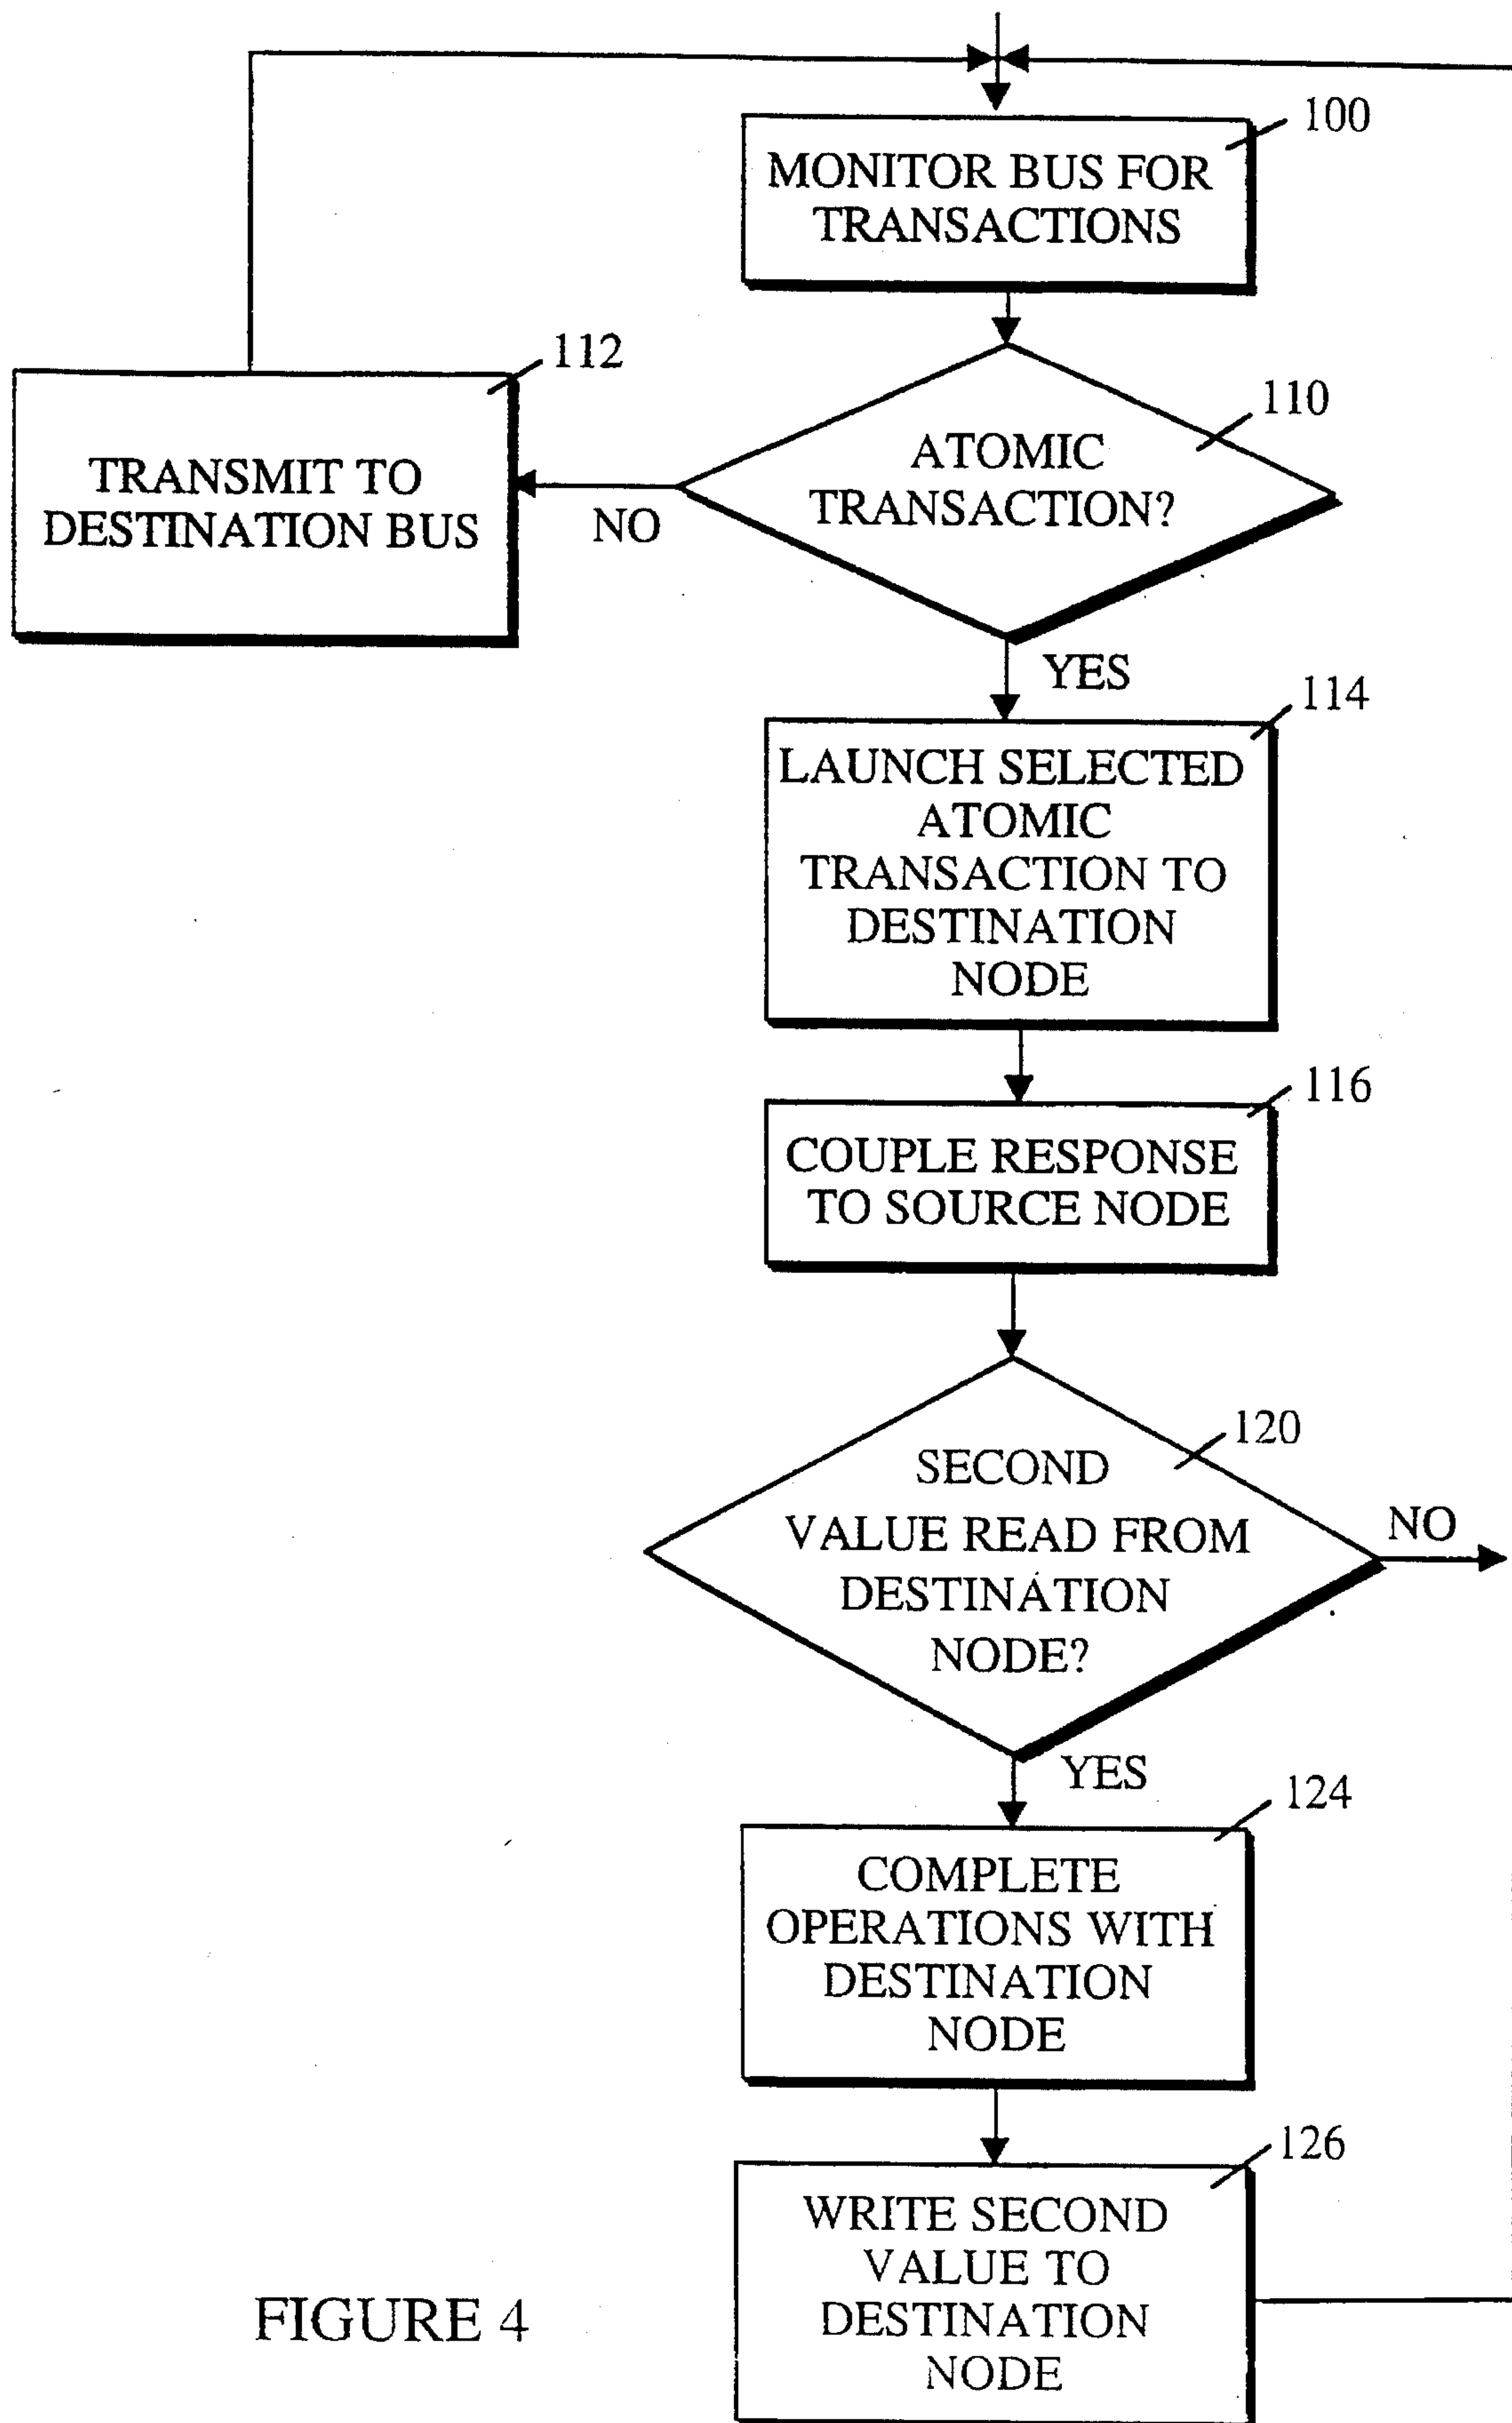 100
MONITOR BUS FOR
TRANSACTIONS
112
TRANSMIT TO
DESTINATION BUS
110
ATOMIC
TRANSACTION?
NO
YES
114
LAUNCH SELECTED
ATOMIC
TRANSACTION TO
DESTINATION
NODE
116
COUPLE RESPONSE
TO SOURCE NODE
120
SECOND
VALUE READ FROM
DESTINATION
NODE?
NO
YES
124
COMPLETE
OPERATIONS WITH
DESTINATION
NODE
126
WRITE SECOND
VALUE TO
DESTINATION
NODE
FIGURE 4